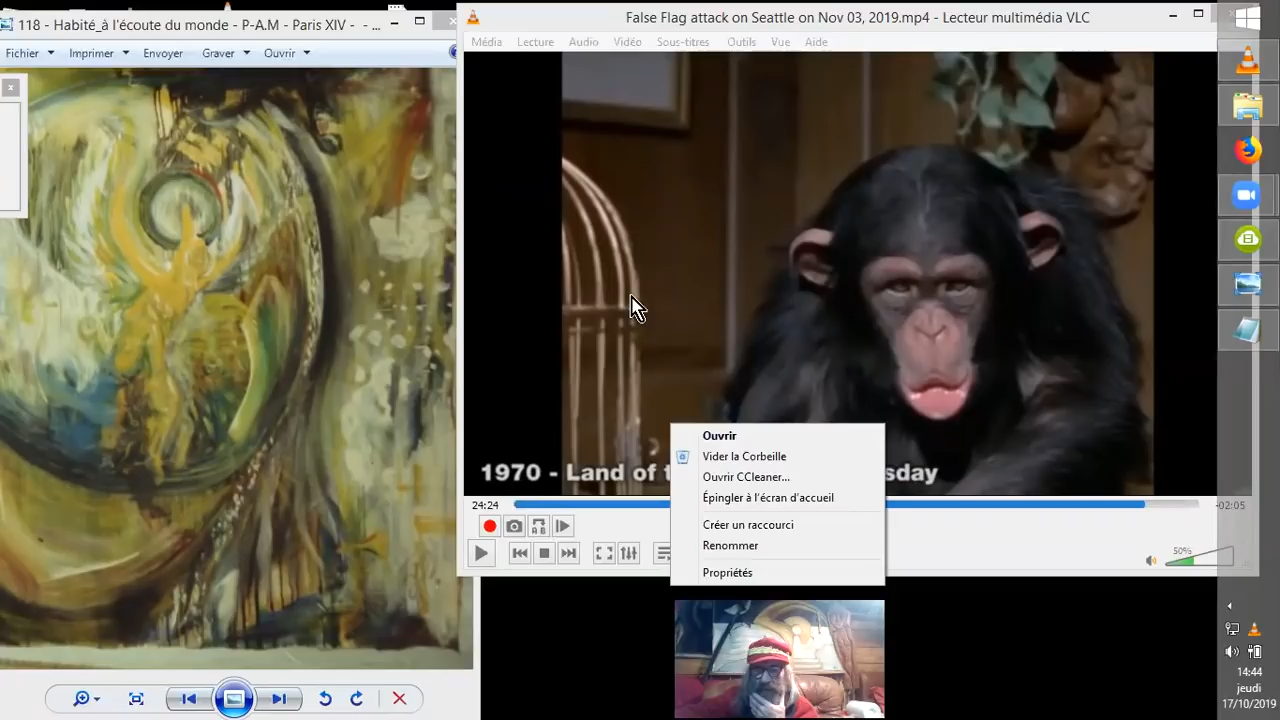 118 - Habité_à l'écoute du monde - P-A-M - Paris XIV - - ...
Fichier Imprimer Envoyer Graver Ouvrir
False Flag attack on Seattle on Nov 03, 2019.mp4 - Lecteur multimédia VLC
Média Lecture Audio Vidéo Sous-titres Outils Vue Aide
1970 - Land of t
sday
Ouvrir
Vider la Corbeille
Ouvrir CCleaner...
Épingler à l'écran d'accueil
Créer un raccourci
Renommer
Propriétés
24:24
-02:05
50%
14:44
jeudi
17/10/2019